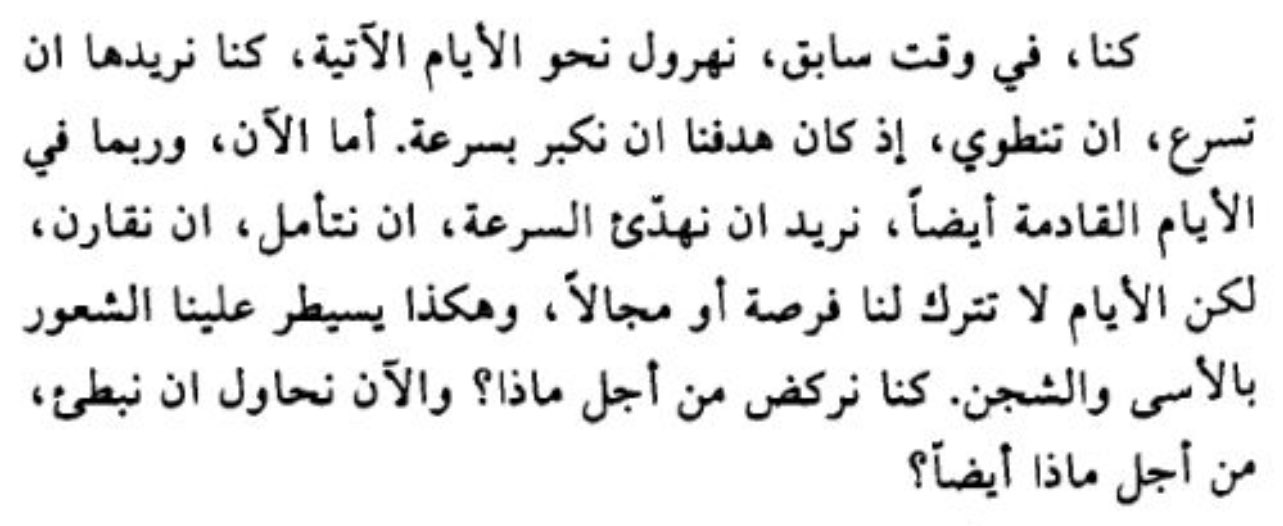 كنا، في وقت سابق، نهرول نحو الأيام الآتية، كنا نريدها ان
تسرع، ان تنطوي، إذ كان هدفنا ان نكبر بسرعة. أما الآن، وربما في
الأيام القادمة أيضاً، نريد ان نهدّئ السرعة، ان نتأمل، ان نقارن،
لكن الأيام لا تترك لنا فرصة أو مجالاً، وهكذا يسيطر علينا الشعور
بالأسى والشجن. كنا نركض من أجل ماذا؟ والآن نحاول ان نبطئ،
من أجل ماذا أيضاً؟